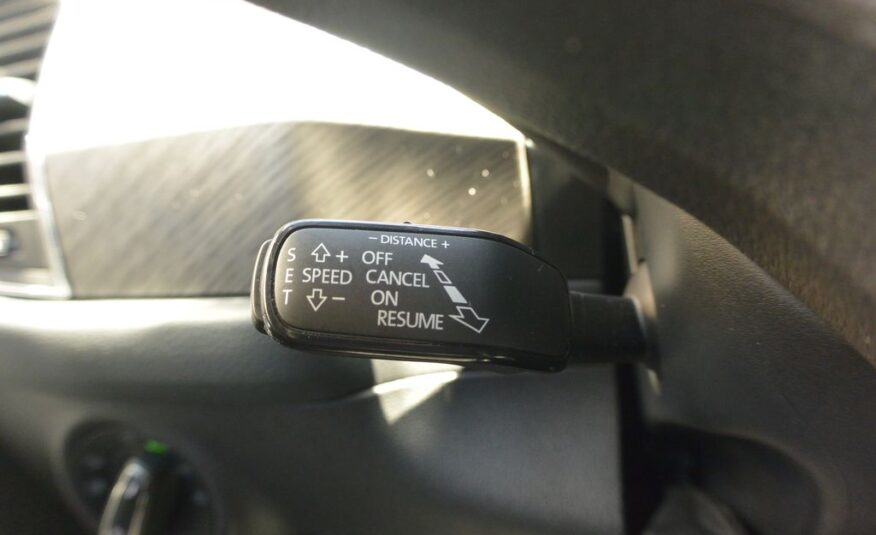 − DISTANCE +
S + OFF
E SPEED CANCEL
T − ON
RESUME